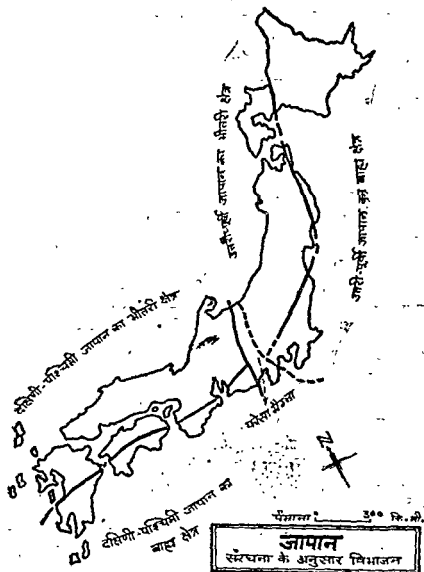 उत्तरी-पूर्वी जापान का भीतरी क्षेत्र
उत्तरी-पूर्वी जापान का बाह्य क्षेत्र
दक्षिणी-पश्चिमी जापान का भीतरी क्षेत्र
फोसा मैग्ना
दक्षिणी-पश्चिमी जापान का
बाह्य क्षेत्र
N
पैमाना 300 कि.मी.
जापान
संरचना के अनुसार विभाजन